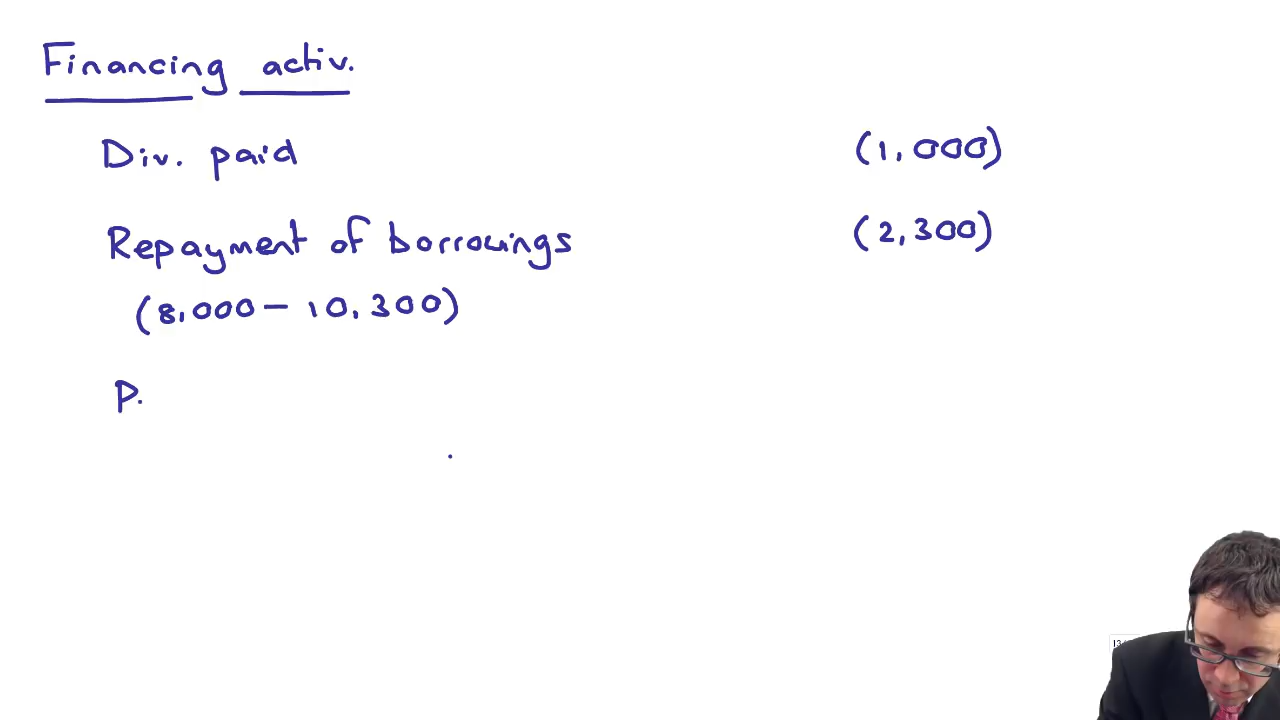 Financing activ.
Div. paid (1,000)
Repayment of borrowings (2,300)
(8,000 - 10,300)
P.